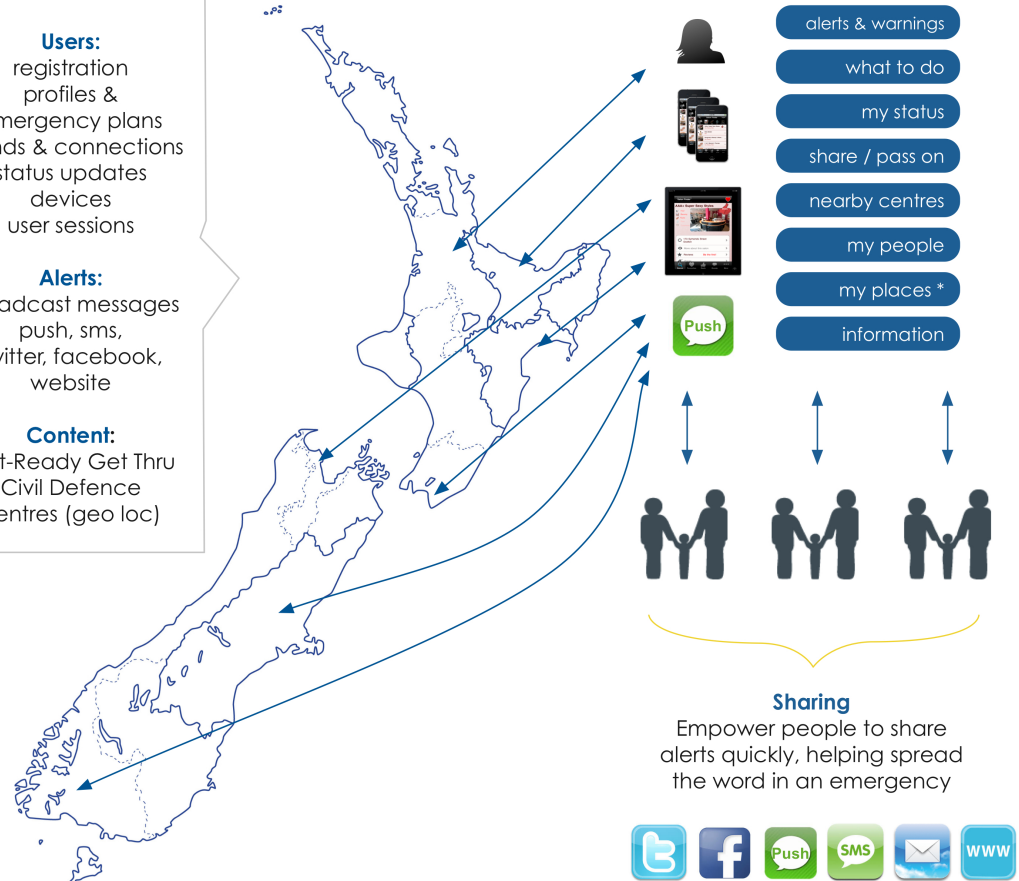 Users:
registration
profiles &
mergency plans
nds & connections
status updates
devices
user sessions
Alerts:
adcast messages
push, sms,
itter, facebook,
website
Content:
t-Ready Get Thru
Civil Defence
entres (geo loc)
alerts & warnings
what to do
my status
share / pass on
nearby centres
my people
my places *
information
Push
Sharing
Empower people to share
alerts quickly, helping spread
the word in an emergency
Push
SMS
www